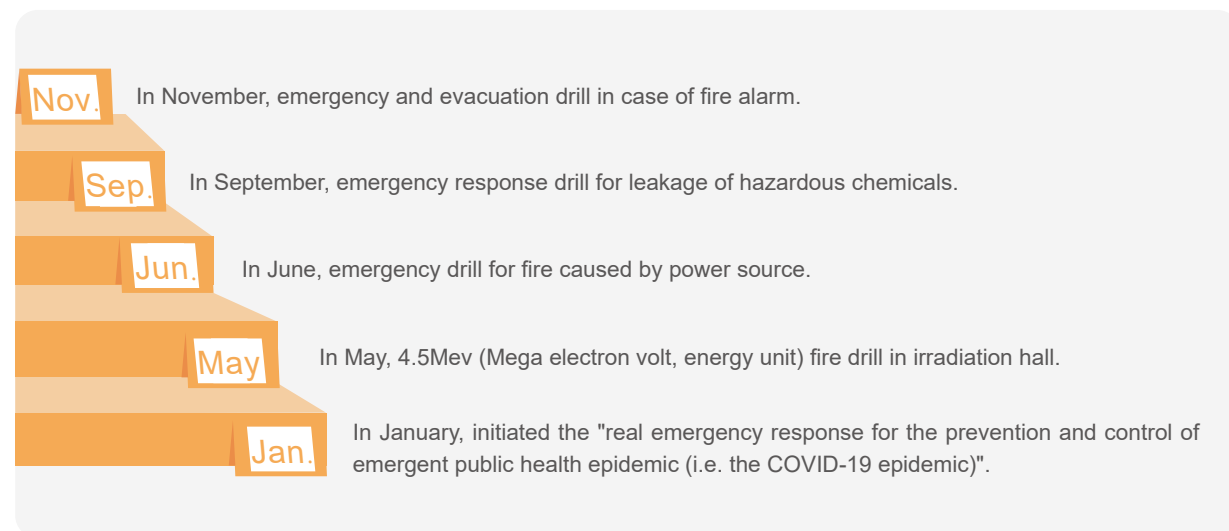 Nov.
In November, emergency and evacuation drill in case of fire alarm.
Sep.
In September, emergency response drill for leakage of hazardous chemicals.
Jun.
In June, emergency drill for fire caused by power source.
May
In May, 4.5Mev (Mega electron volt, energy unit) fire drill in irradiation hall.
Jan.
In January, initiated the "real emergency response for the prevention and control of
emergent public health epidemic (i.e. the COVID-19 epidemic)".